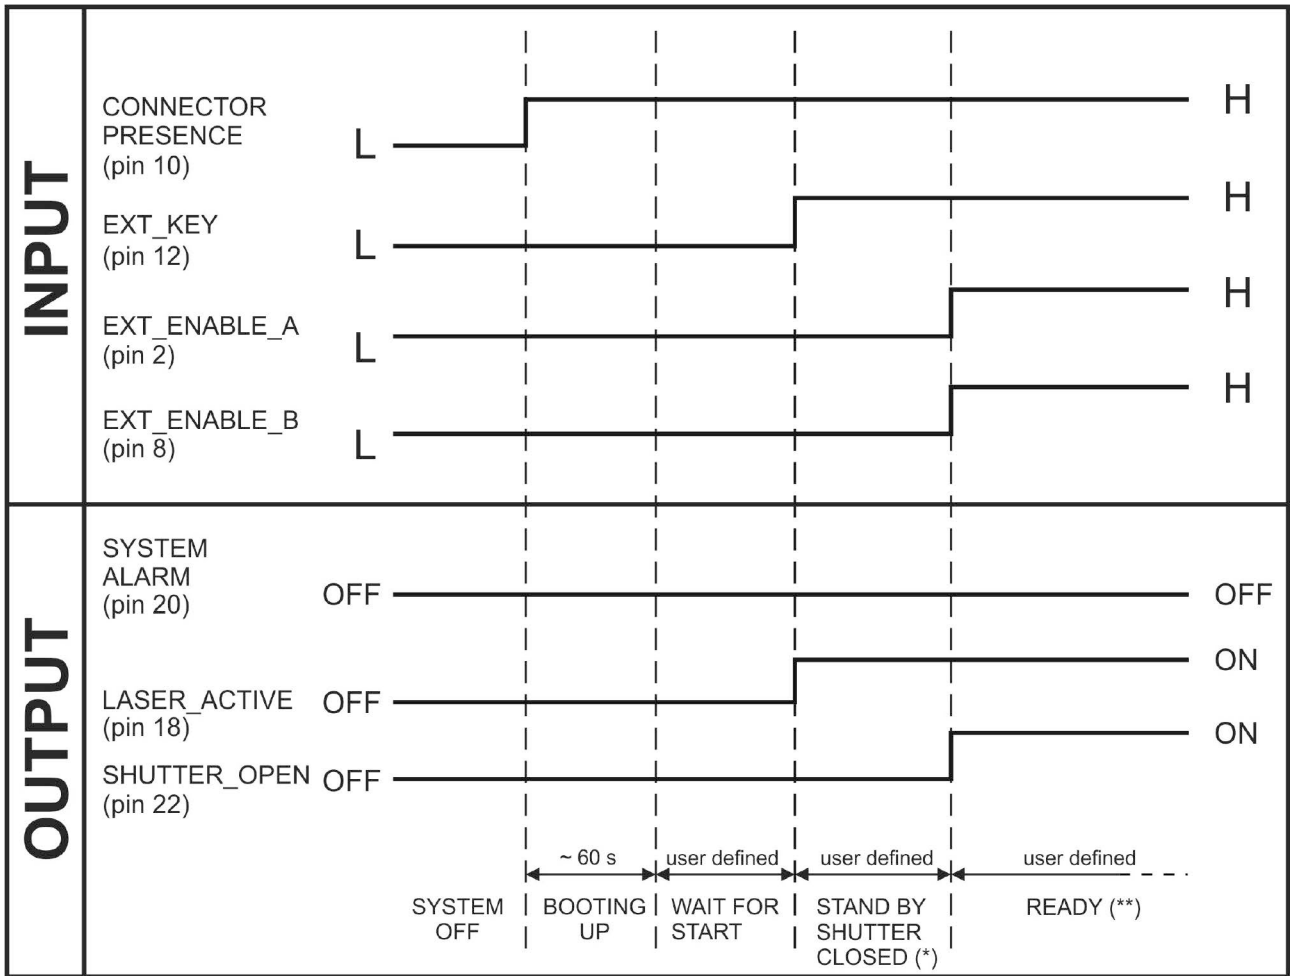 INPUT
CONNECTOR
PRESENCE
(pin 10)
L
H
EXT_KEY
(pin 12)
L
H
EXT_ENABLE_A
(pin 2)
L
H
EXT_ENABLE_B
(pin 8)
L
H
OUTPUT
SYSTEM
ALARM
(pin 20)
OFF
OFF
LASER_ACTIVE
(pin 18)
OFF
ON
SHUTTER_OPEN
(pin 22)
OFF
ON
~ 60 s
user defined
user defined
user defined
SYSTEM
OFF
BOOTING
UP
WAIT FOR
START
STAND BY
SHUTTER
CLOSED (*)
READY (**)